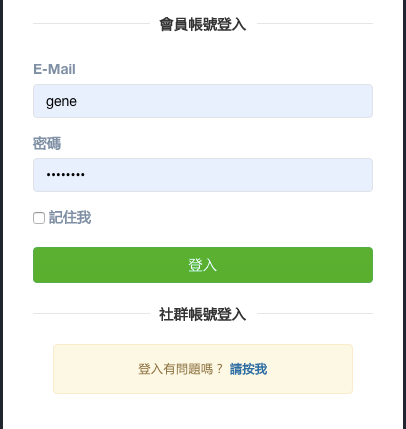 會員帳號登入
E-Mail
gene
密碼
••••••••
記住我
登入
社群帳號登入
登入有問題嗎？ 請按我